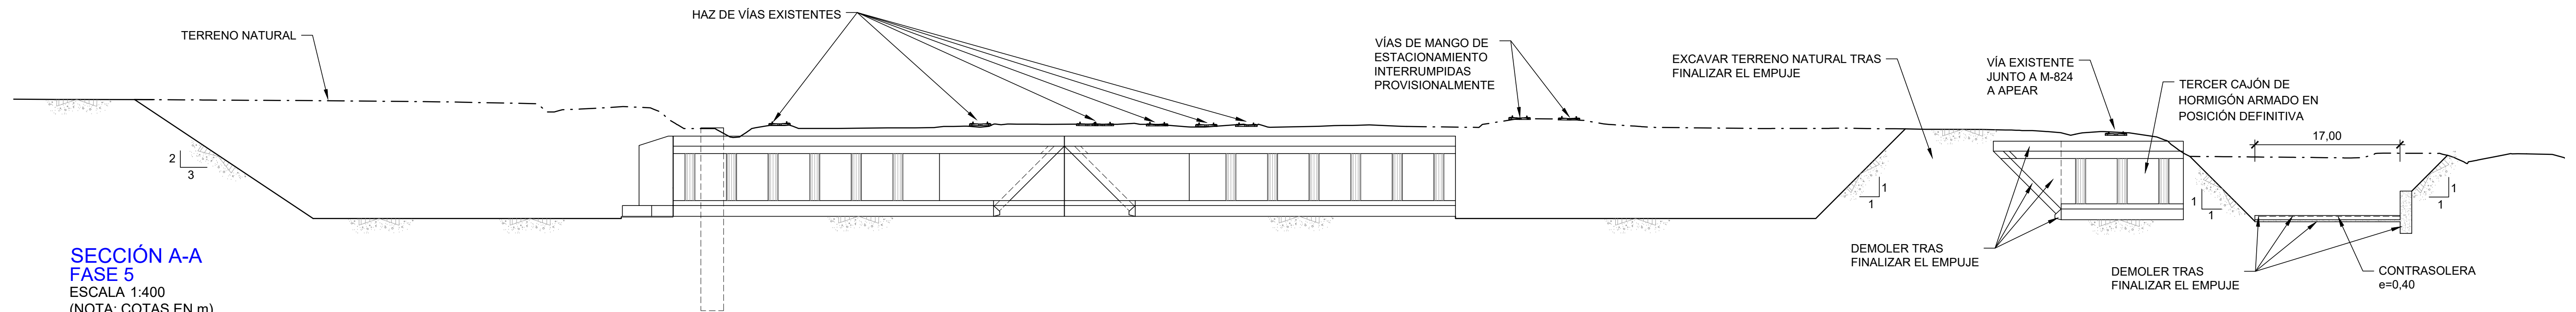 HAZ DE VÍAS EXISTENTES
TERRENO NATURAL
VÍAS DE MANGO DE
ESTACIONAMIENTO
INTERRUMPIDAS
PROVISIONALMENTE
EXCAVAR TERRENO NATURAL TRAS
FINALIZAR EL EMPUJE
VÍA EXISTENTE
JUNTO A M-824
A APEAR
TERCER CAJÓN DE
HORMIGÓN ARMADO EN
POSICIÓN DEFINITIVA
17,00
2
3
1
1
1
1
1
1
DEMOLER TRAS
FINALIZAR EL EMPUJE
DEMOLER TRAS
FINALIZAR EL EMPUJE
CONTRASOLERA
e=0,40
SECCIÓN A-A
FASE 5
ESCALA 1:400
(NOTA: COTAS EN m)